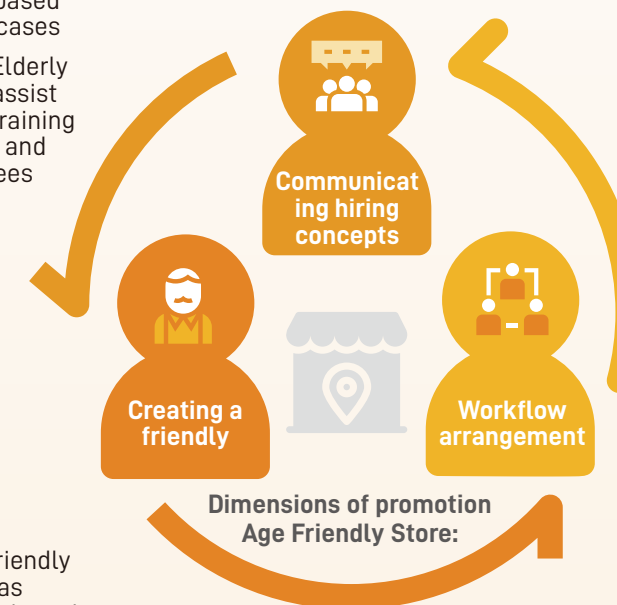 cases
Elderly
assist
raining
and
ees
Communicat
ing hiring
concepts
Creating a
friendly
Workflow
arrangement
Dimensions of promotion
Age Friendly Store:
riendly
as